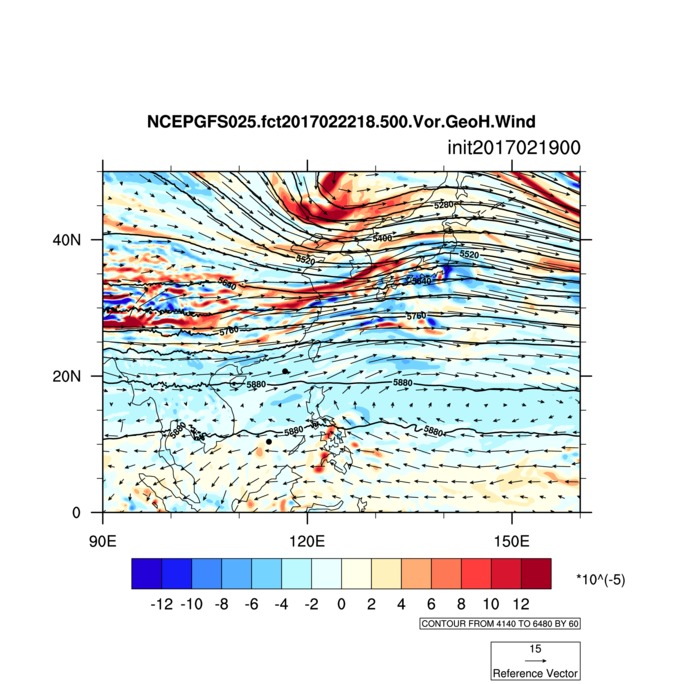 NCEPGFS025.fct2017022218.500.Vor.GeoH.Wind
init2017021900
5280
5400
40N
5520
5520
5640
5640
5760
5760
20N
5880
5880
5880
5880
5880
0
90E 120E 150E
*10^(-5)
-12 -10 -8 -6 -4 -2 0 2 4 6 8 10 12
CONTOUR FROM 4140 TO 6480 BY 60
15
Reference Vector